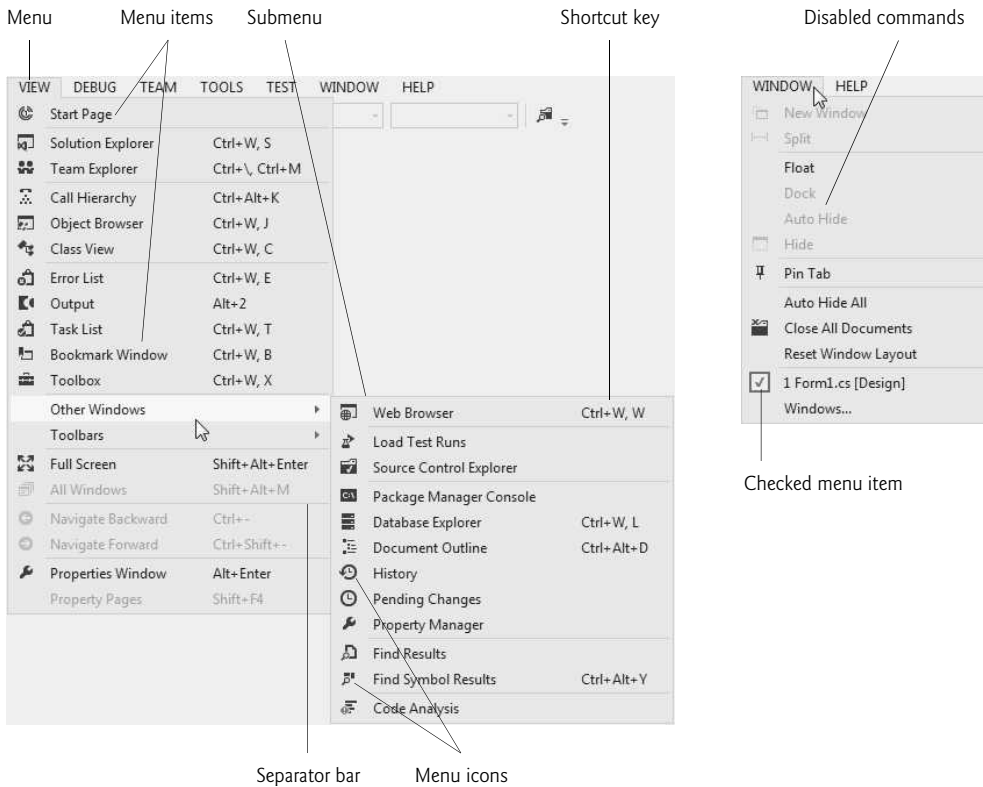 Menu Menu items Submenu Shortcut key Disabled commands
VIEW DEBUG TEAM TOOLS TEST WINDOW HELP
Start Page
Solution Explorer Ctrl+W, S
Team Explorer Ctrl+\, Ctrl+M
Call Hierarchy Ctrl+Alt+K
Object Browser Ctrl+W, J
Class View Ctrl+W, C
Error List Ctrl+W, E
Output Alt+2
Task List Ctrl+W, T
Bookmark Window Ctrl+W, B
Toolbox Ctrl+W, X
Other Windows
Toolbars
Full Screen Shift+Alt+Enter
All Windows Shift+Alt+M
Navigate Backward Ctrl+-
Navigate Forward Ctrl+Shift+-
Properties Window Alt+Enter
Property Pages Shift+F4
Web Browser Ctrl+W, W
Load Test Runs
Source Control Explorer
Package Manager Console
Database Explorer Ctrl+W, L
Document Outline Ctrl+Alt+D
History
Pending Changes
Property Manager
Find Results
Find Symbol Results Ctrl+Alt+Y
Code Analysis
WINDOW HELP
New Window
Split
Float
Dock
Auto Hide
Hide
Pin Tab
Auto Hide All
Close All Documents
Reset Window Layout
1 Form1.cs [Design]
Windows...
Checked menu item
Separator bar Menu icons